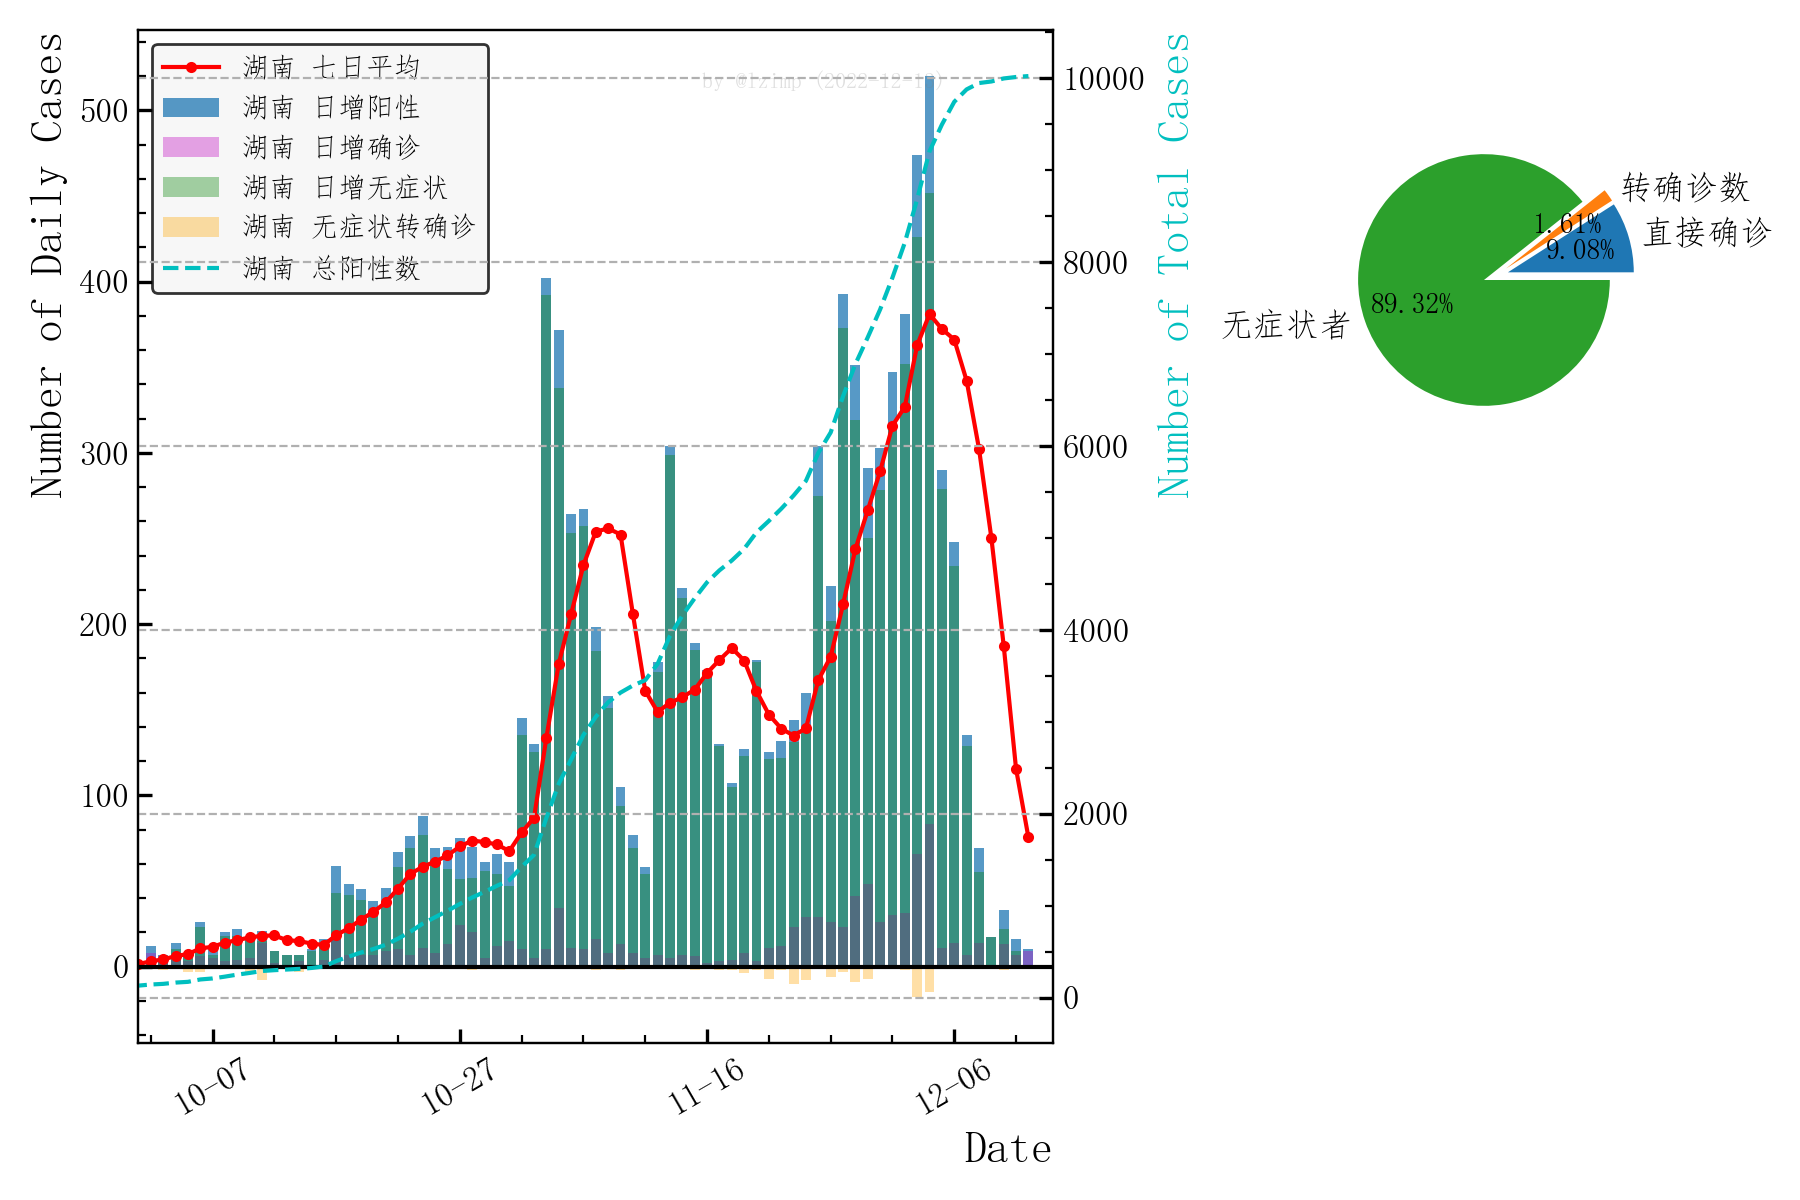 Number of Daily Cases
500
400
300
200
100
0
湖南 七日平均
湖南 日增阳性
湖南 日增确诊
湖南 日增无症状
湖南 无症状转确诊
湖南 总阳性数
10000
8000
6000
4000
2000
0
Number of Total Cases
10-07
10-27
11-16
12-06
Date
转确诊数
直接确诊
无症状者
1.61%
9.08%
89.32%